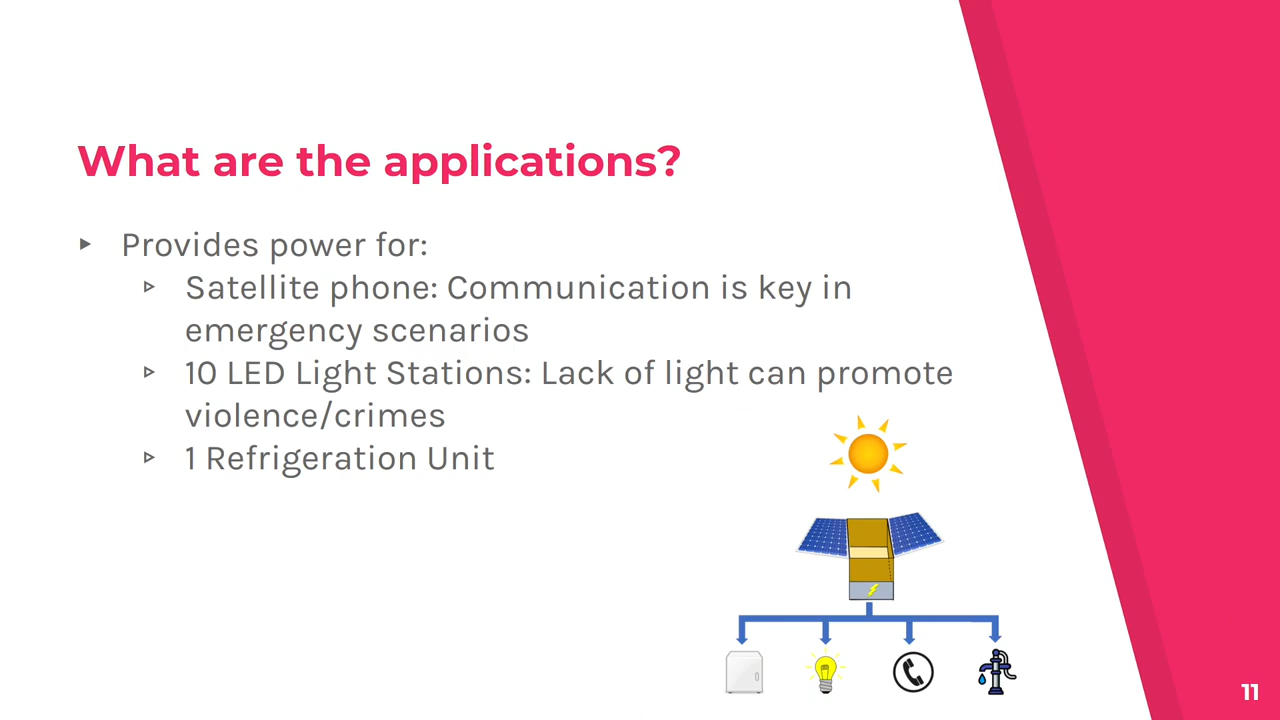 What are the applications?
▸ Provides power for:
▹ Satellite phone: Communication is key in
emergency scenarios
▹ 10 LED Light Stations: Lack of light can promote
violence/crimes
▹ 1 Refrigeration Unit
11